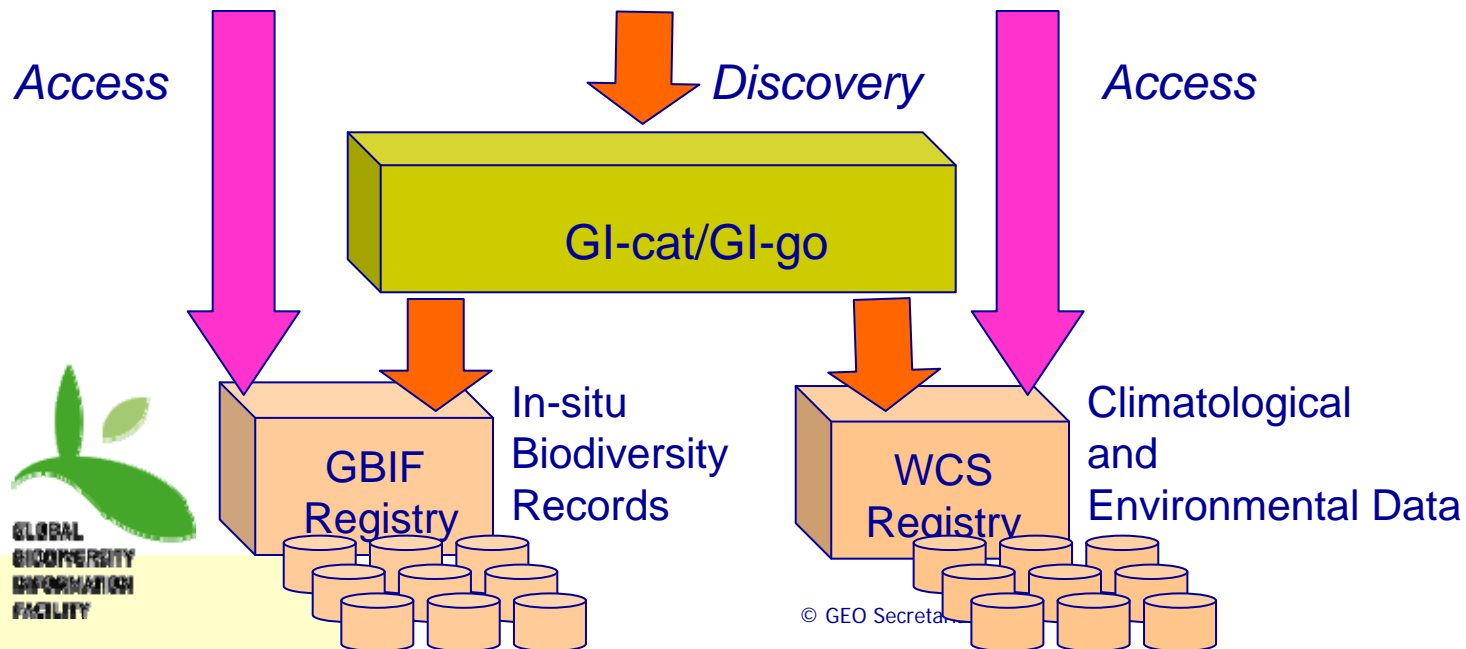 Access
Discovery
Access
GI-cat/GI-go
In-situ
Biodiversity
Records
GBIF
Registry
Climatological
and
Environmental Data
WCS
Registry
GLOBAL
BIODIVERSITY
INFORMATION
FACILITY
© GEO